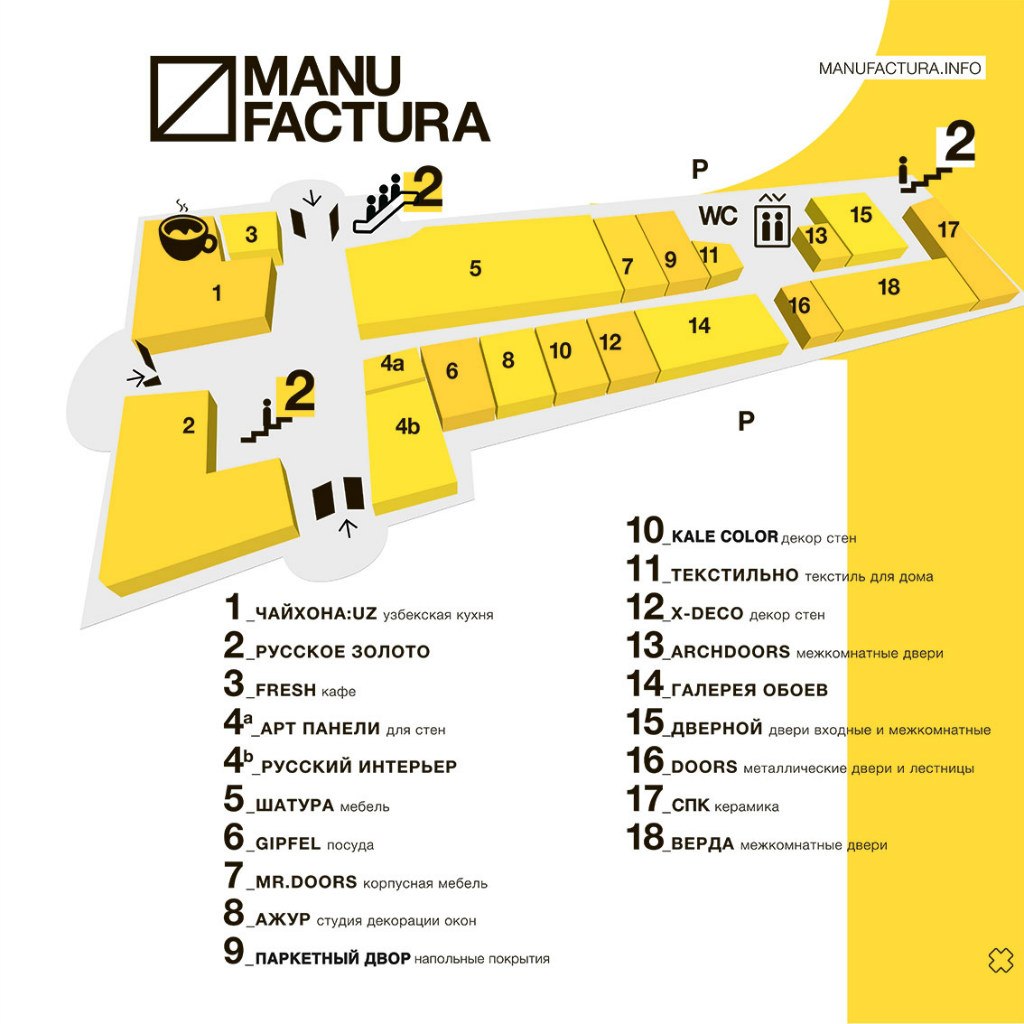 MANU
FACTURA
MANUFACTURA.INFO
2
P
2
WC
3
15
17
13
11
5
7
9
1
18
16
14
12
10
8
6
4a
2
2
4b
P
1_ЧАЙХОНА:UZ узбекская кухня
2_РУССКОЕ ЗОЛОТО
3_FRESH кафе
4a_АРТ ПАНЕЛИ для стен
4b_РУССКИЙ ИНТЕРЬЕР
5_ШАТУРА мебель
6_GIPFEL посуда
7_MR.DOORS корпусная мебель
8_АЖУР студия декорации окон
9_ПАРКЕТНЫЙ ДВОР напольные покрытия
10_KALE COLOR декор стен
11_ТЕКСТИЛЬНО текстиль для дома
12_X-DECO декор стен
13_ARCHDOORS межкомнатные двери
14_ГАЛЕРЕЯ ОБОЕВ
15_ДВЕРНОЙ двери входные и межкомнатные
16_DOORS металлические двери и лестницы
17_СПК керамика
18_ВЕРДА межкомнатные двери